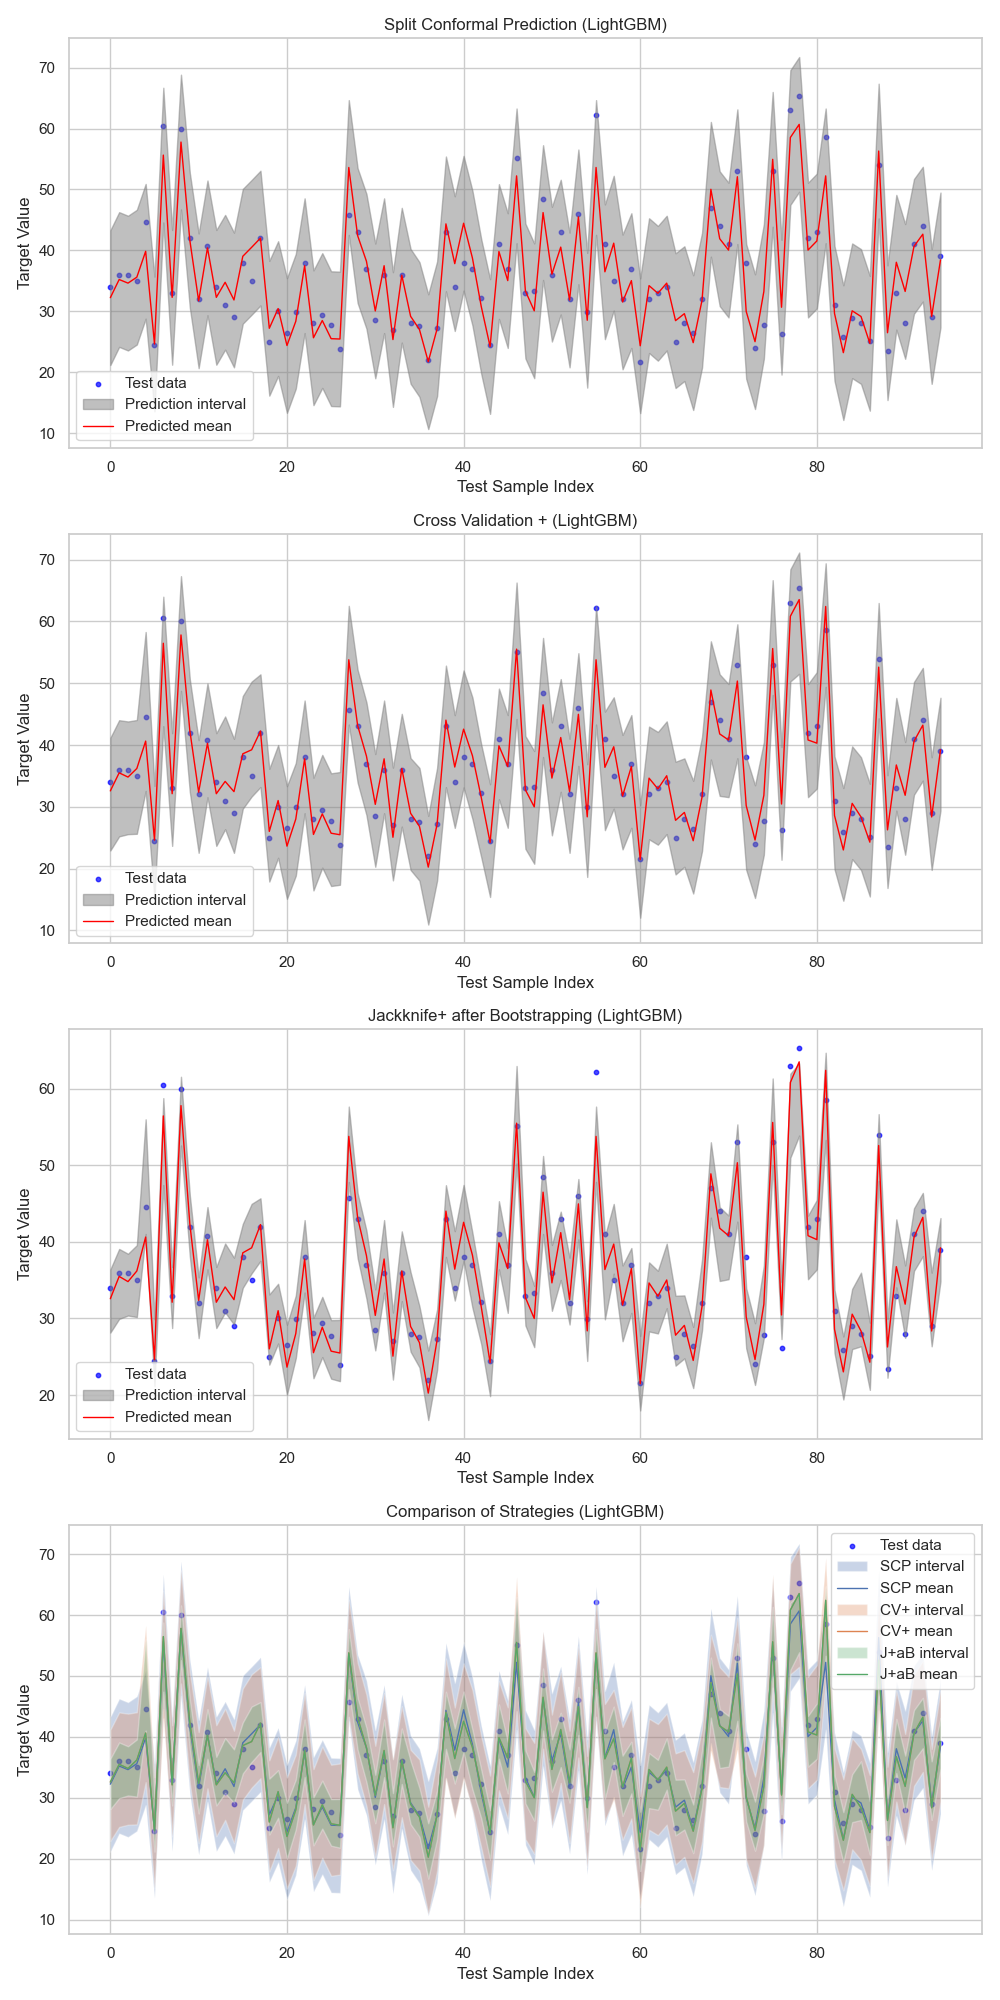 Split Conformal Prediction (LightGBM)
Target Value
70
60
50
40
30
20
10
Test data
Prediction interval
Predicted mean
0
20
40
60
80
Test Sample Index
Cross Validation + (LightGBM)
Target Value
70
60
50
40
30
20
10
Test data
Prediction interval
Predicted mean
0
20
40
60
80
Test Sample Index
Jackknife+ after Bootstrapping (LightGBM)
Target Value
60
50
40
30
20
Test data
Prediction interval
Predicted mean
0
20
40
60
80
Test Sample Index
Comparison of Strategies (LightGBM)
Target Value
70
60
50
40
30
20
10
Test data
SCP interval
SCP mean
CV+ interval
CV+ mean
J+aB interval
J+aB mean
0
20
40
60
80
Test Sample Index